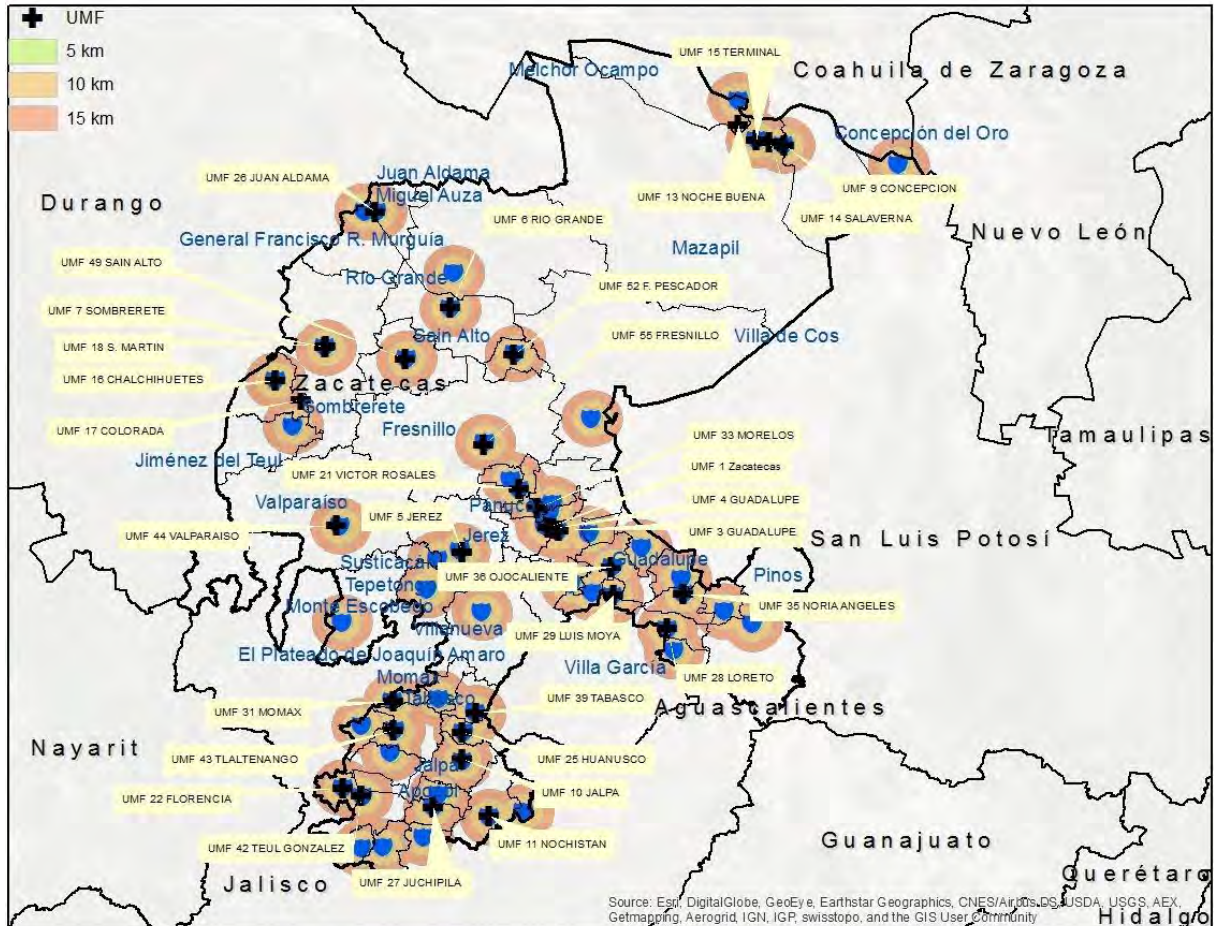 UMF
5 km
10 km
15 km
UMF 15 TERMINAL
Melchor Ocampo
Coahuila de Zaragoza
Concepción del Oro
UMF 26 JUAN ALDAMA
Juan Aldama
Miguel Auza
UMF 13 NOCHE BUENA
UMF 9 CONCEPCION
Durango
UMF 6 RIO GRANDE
UMF 14 SALAVERNA
Nuevo León
General Francisco R. Murguía
Mazapil
UMF 49 SAIN ALTO
Río Grande
UMF 52 F. PESCADOR
UMF 7 SOMBRERETE
Sain Alto
UMF 55 FRESNILLO
Villa de Cos
UMF 18 S. MARTIN
UMF 16 CHALCHIHUETES
Zacatecas
Sombrerete
UMF 17 COLORADA
Fresnillo
UMF 33 MORELOS
Tamaulipas
Jiménez del Teul
UMF 21 VICTOR ROSALES
UMF 1 Zacatecas
Valparaíso
Panuco
UMF 4 GUADALUPE
UMF 5 JEREZ
UMF 44 VALPARAISO
Jerez
UMF 3 GUADALUPE
San Luis Potosí
Susticacán
Guadalupe
UMF 36 OJOCALIENTE
Pinos
Tepetongo
Monte Escobedo
UMF 35 NORIA ANGELES
Villanueva
UMF 29 LUIS MOYA
El Plateado de Joaquín Amaro
Villa García
Momax
UMF 28 LORETO
UMF 39 TABASCO
Tabasco
Aguascalientes
UMF 31 MOMAX
Nayarit
UMF 43 TLALTENANGO
UMF 25 HUANUSCO
Jalpa
UMF 22 FLORENCIA
Apozol
UMF 10 JALPA
UMF 42 TEUL GONZALEZ
UMF 11 NOCHISTAN
Guanajuato
Jalisco
UMF 27 JUCHIPILA
Querétaro
Source: Esri, DigitalGlobe, GeoEye, Earthstar Geographics, CNES/Airbus DS, USDA, USGS, AEX,
Getmapping, Aerogrid, IGN, IGP, swisstopo, and the GIS User Community
Hidalgo